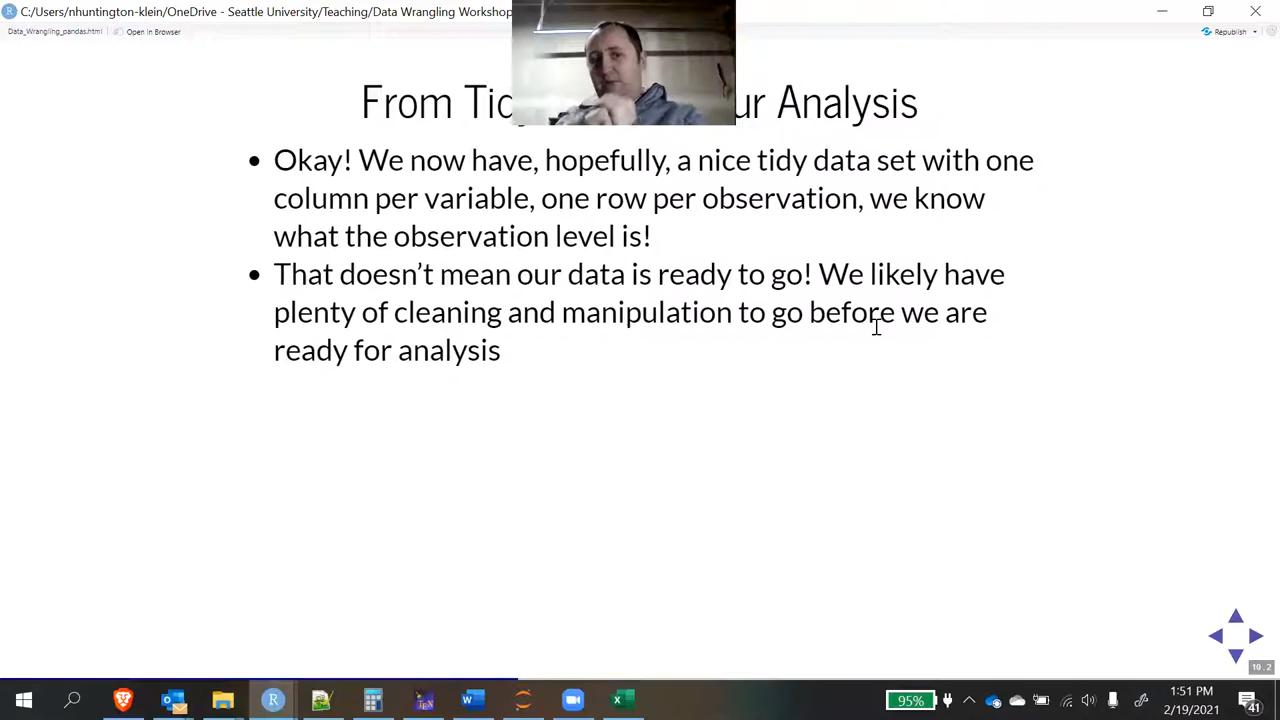 C:/Users/nhuntington-klein/OneDrive - Seattle University/Teaching/Data Wrangling Workshop
Data_Wrangling_pandas.html Open in Browser Republish
From Analysis
• Okay! We now have, hopefully, a nice tidy data set with one
column per variable, one row per observation, we know
what the observation level is!
• That doesn’t mean our data is ready to go! We likely have
plenty of cleaning and manipulation to go before we are
ready for analysis
10.2
95%
1:51 PM
2/19/2021
41